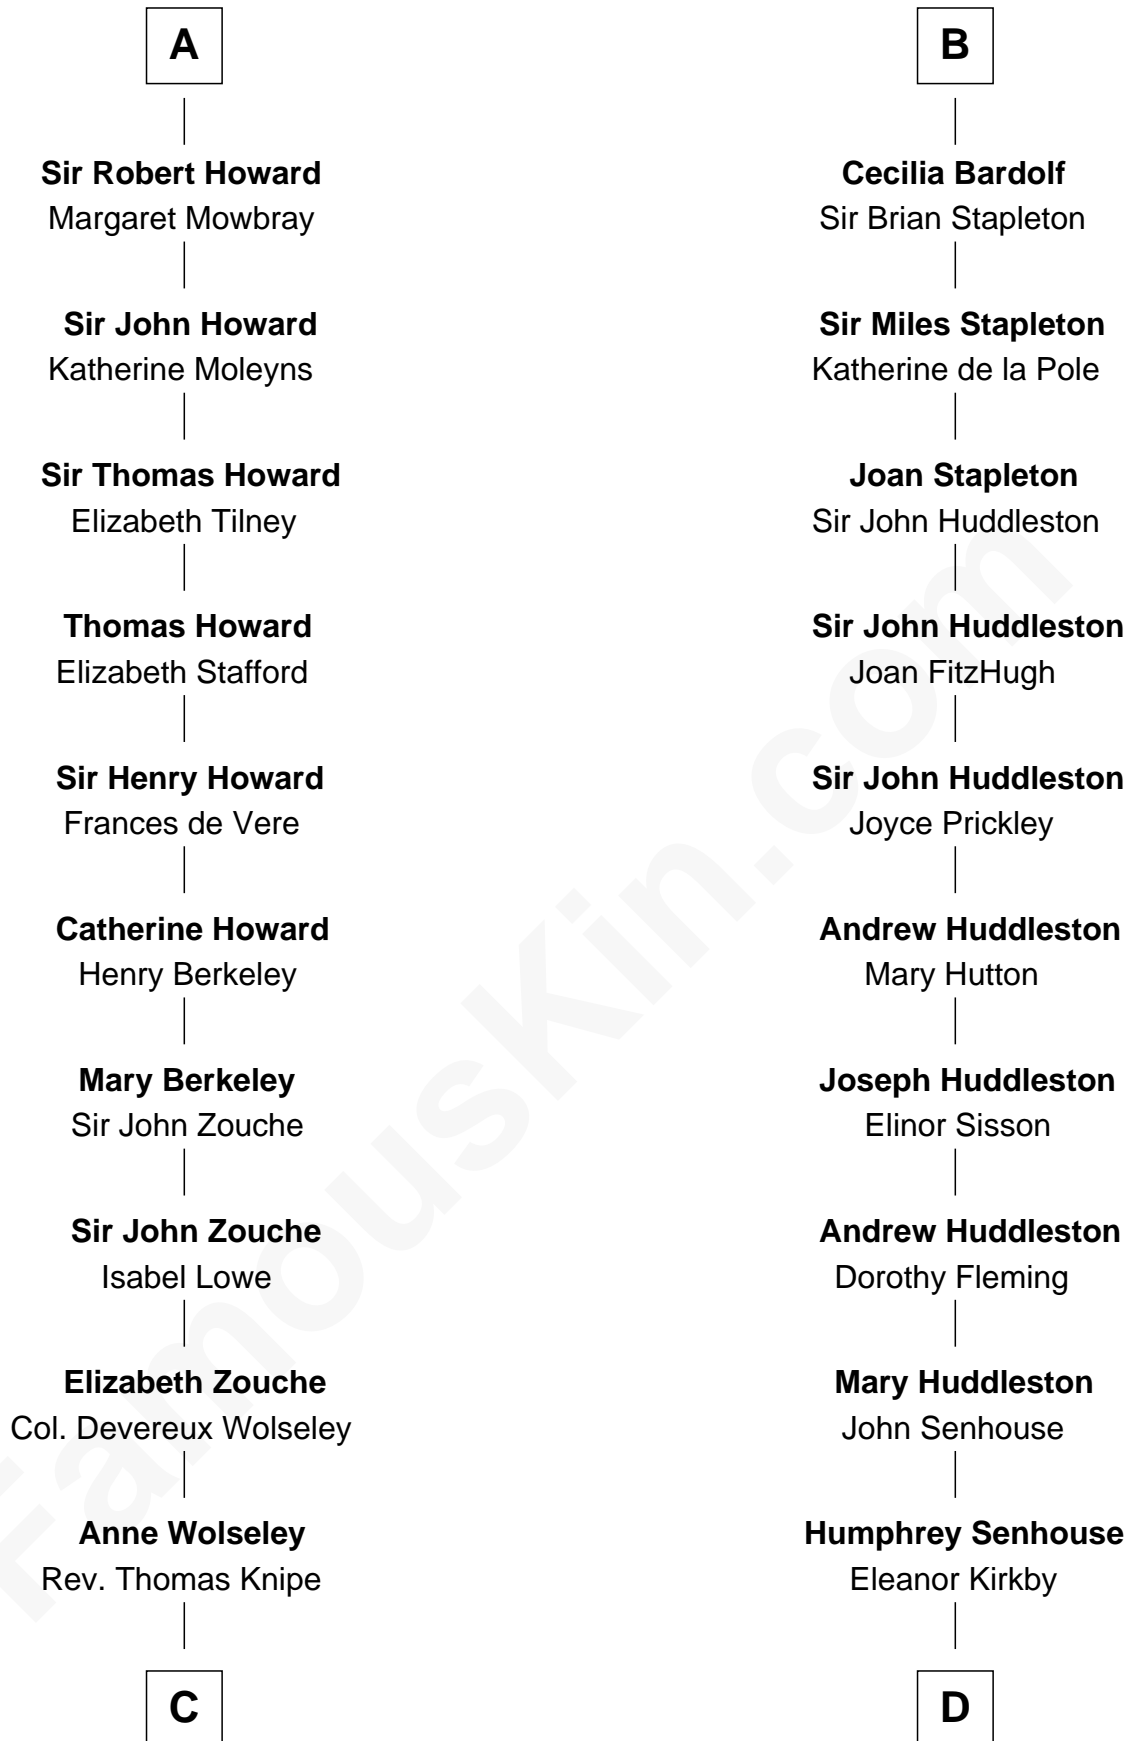 A
Sir Robert Howard
Margaret Mowbray
Sir John Howard
Katherine Moleyns
Sir Thomas Howard
Elizabeth Tilney
Thomas Howard
Elizabeth Stafford
Sir Henry Howard
Frances de Vere
Catherine Howard
Henry Berkeley
Mary Berkeley
Sir John Zouche
Sir John Zouche
Isabel Lowe
Elizabeth Zouche
Col. Devereux Wolseley
Anne Wolseley
Rev. Thomas Knipe
C
B
Cecilia Bardolf
Sir Brian Stapleton
Sir Miles Stapleton
Katherine de la Pole
Joan Stapleton
Sir John Huddleston
Sir John Huddleston
Joan FitzHugh
Sir John Huddleston
Joyce Prickley
Andrew Huddleston
Mary Hutton
Joseph Huddleston
Elinor Sisson
Andrew Huddleston
Dorothy Fleming
Mary Huddleston
John Senhouse
Humphrey Senhouse
Eleanor Kirkby
D
FamousKin.com